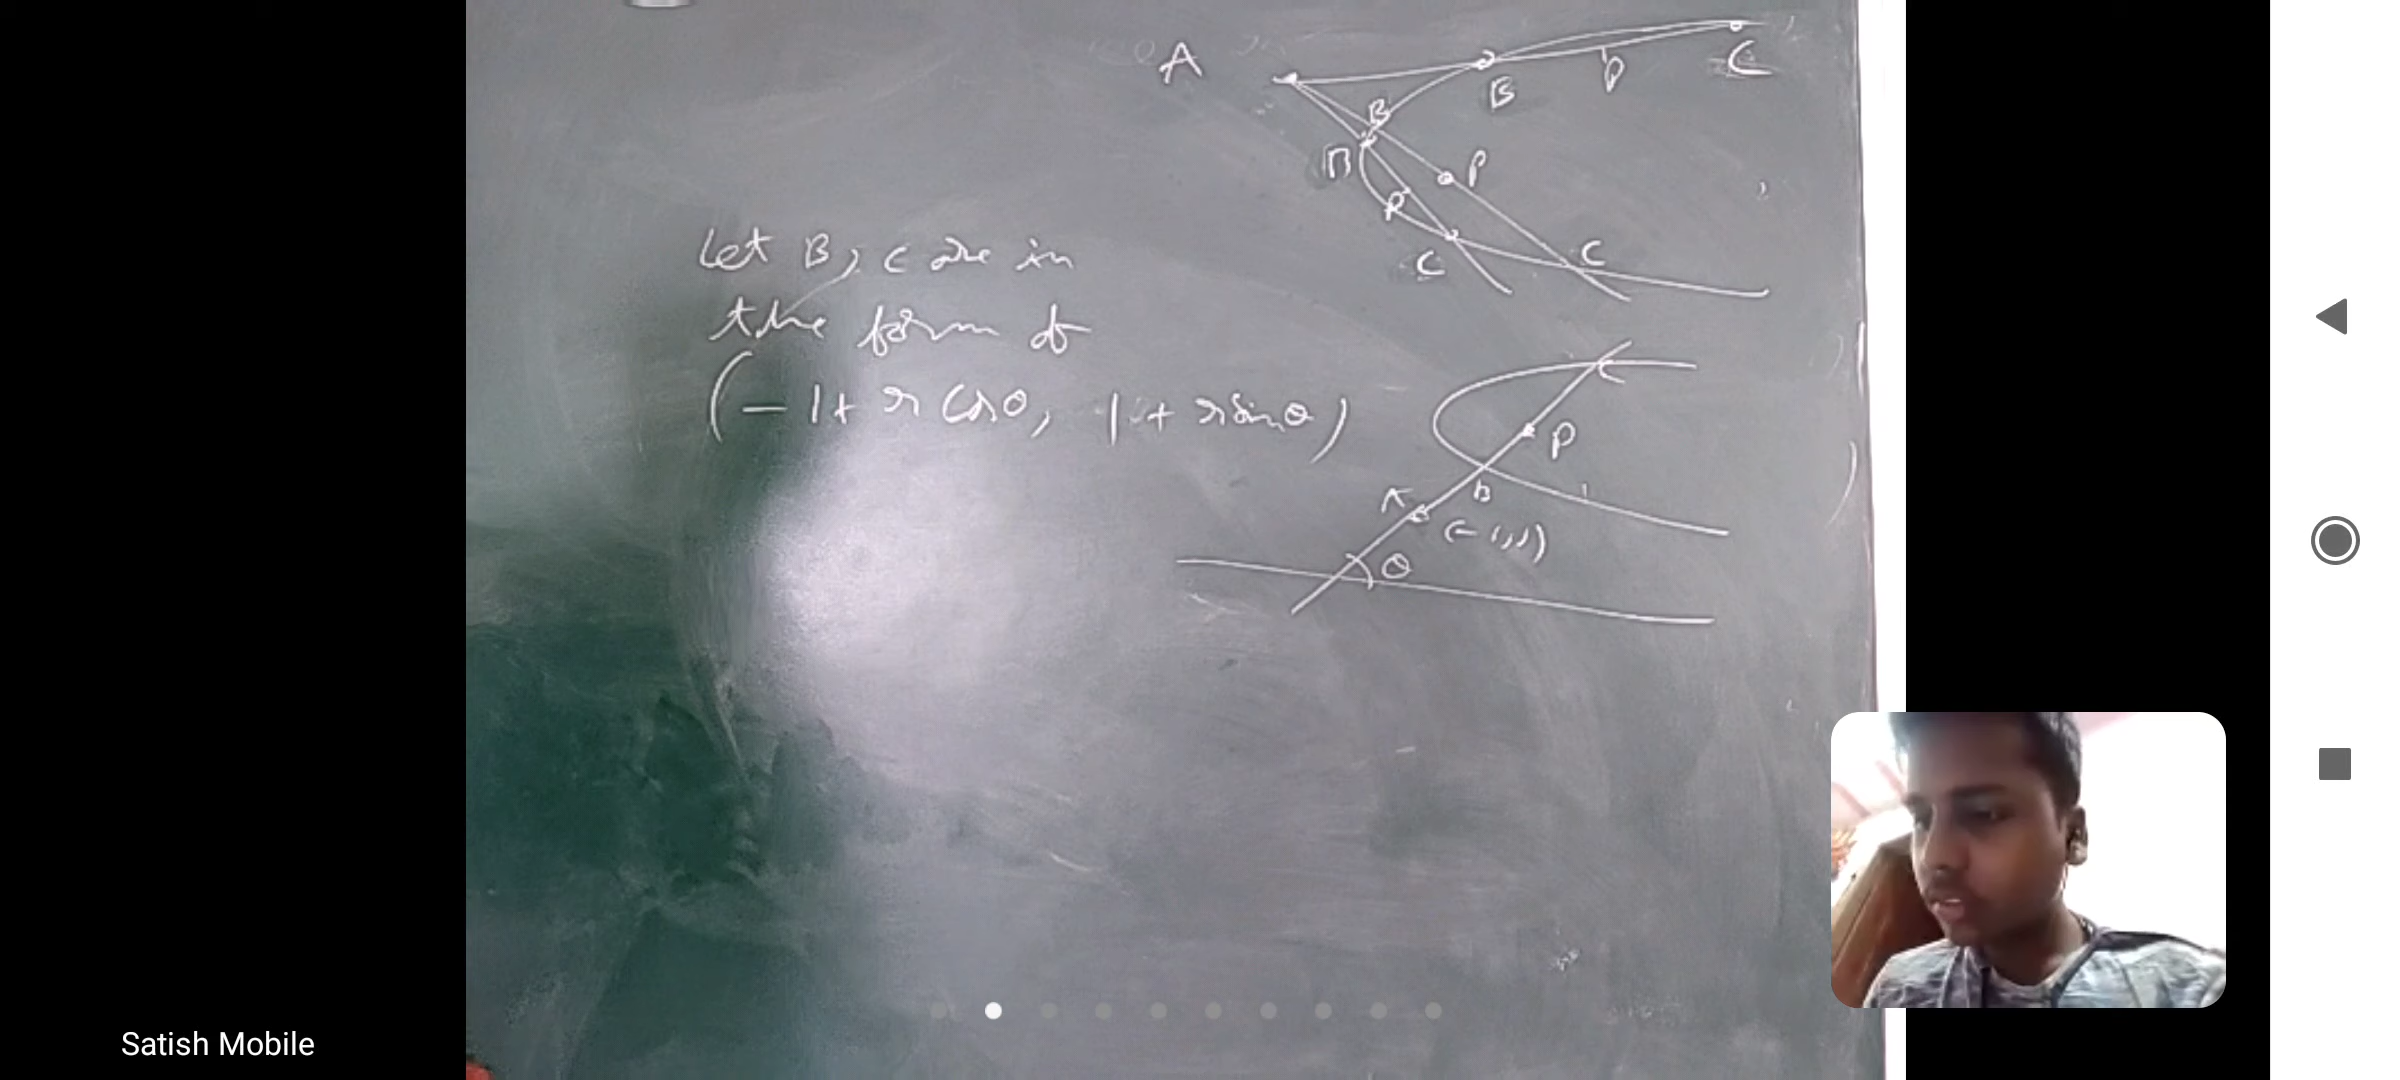 A
B
P
C
B
B
P
P
C
C
Let B, C are in
the form of
(-1 + r cosθ, 1 + r sinθ)
C
P
A
B
(-1, 1)
θ
Satish Mobile